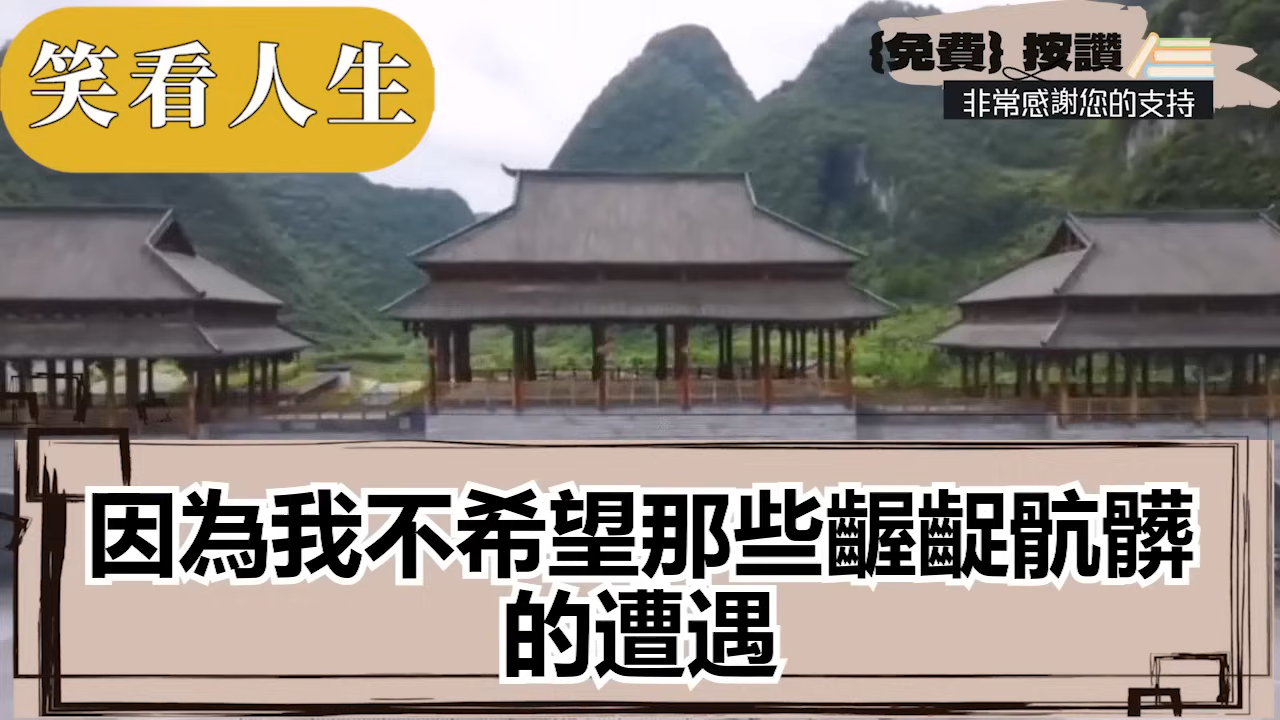 笑看人生
{免費} 按讚
非常感謝您的支持
因為我不希望那些齷齪骯髒
的遭遇